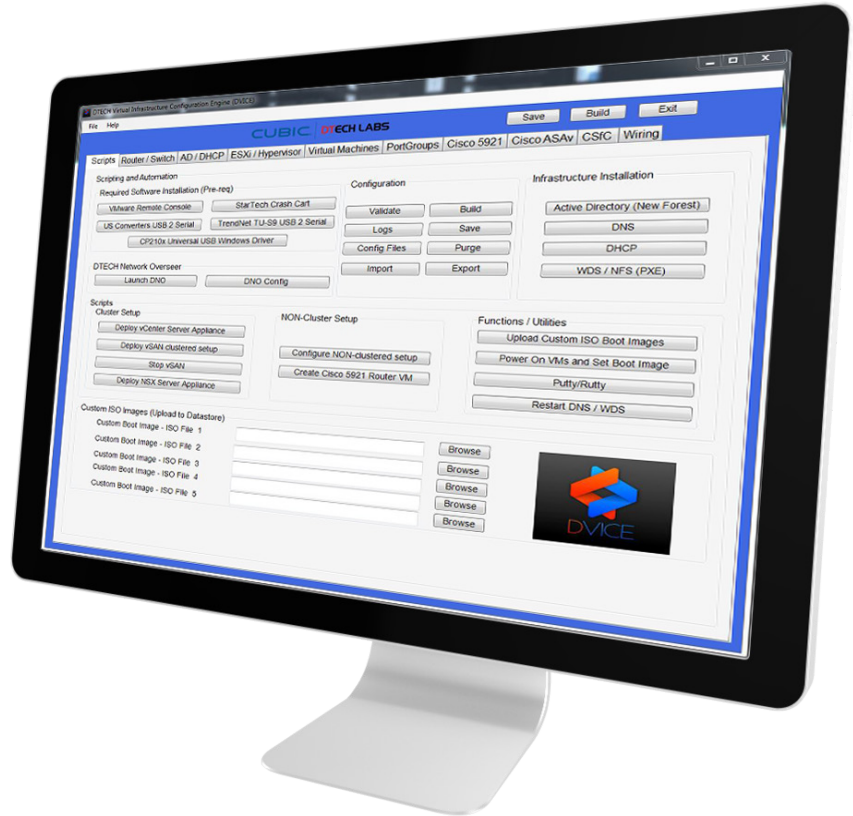 DTECH Virtual Infrastructure Configuration Engine (DVICE)
File Help
CUBIC DTECH LABS
Save Build Exit
Scripts Router / Switch AD / DHCP ESXi / Hypervisor Virtual Machines PortGroups Cisco 5921 Cisco ASAv CSfC Wiring
Scripting and Automation
Required Software Installation (Pre-req)
VMware Remote Console StarTech Crash Cart
US Converters USB 2 Serial TrendNet TU-S9 USB 2 Serial
CP210x Universal USB Windows Driver
DTECH Network Overseer
Launch DNO DNO Config
Configuration
Validate Build
Logs Save
Config Files Purge
Import Export
Infrastructure Installation
Active Directory (New Forest)
DNS
DHCP
WDS / NFS (PXE)
Scripts
Cluster Setup
Deploy vCenter Server Appliance
Deploy vSAN clustered setup
Stop vSAN
Deploy NSX Server Appliance
NON-Cluster Setup
Configure NON-clustered setup
Create Cisco 5921 Router VM
Functions / Utilities
Upload Custom ISO Boot Images
Power On VMs and Set Boot Image
Putty/Rutty
Restart DNS / WDS
Custom ISO Images (Upload to Datastore)
Custom Boot Image - ISO File 1 Browse
Custom Boot Image - ISO File 2 Browse
Custom Boot Image - ISO File 3 Browse
Custom Boot Image - ISO File 4 Browse
Custom Boot Image - ISO File 5 Browse
DVICE